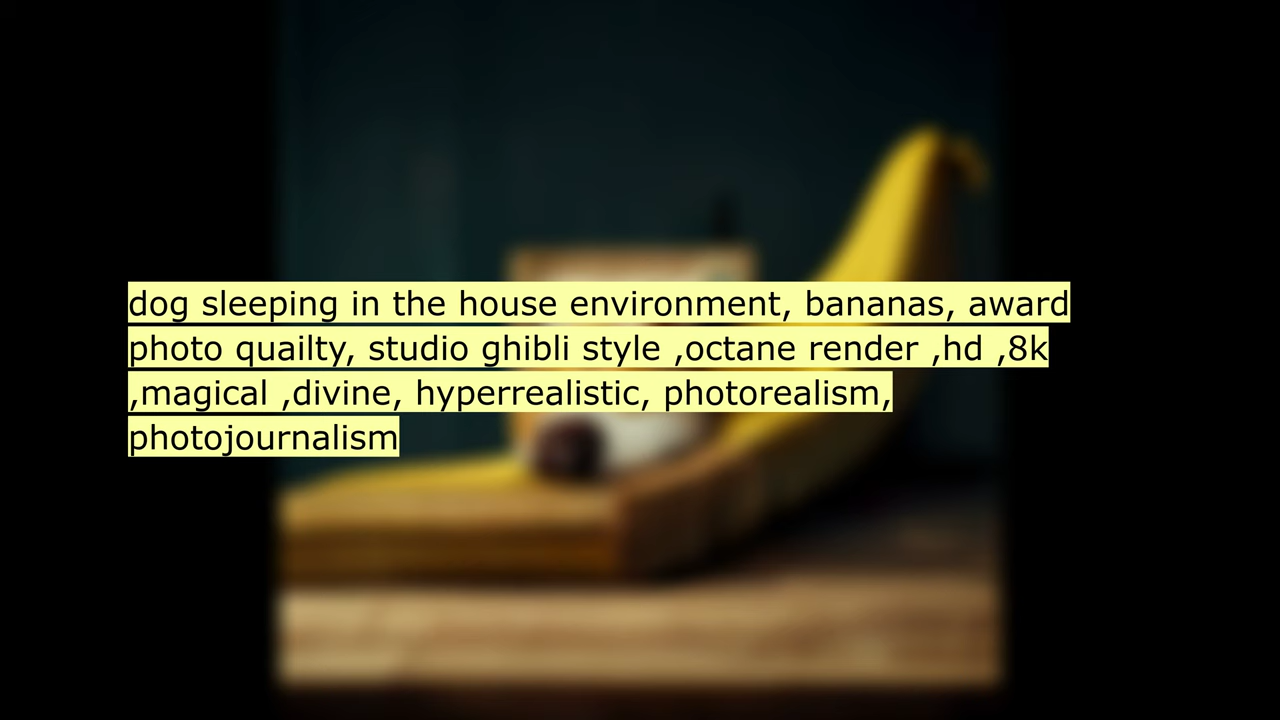 dog sleeping in the house environment, bananas, award
photo quailty, studio ghibli style ,octane render ,hd ,8k
,magical ,divine, hyperrealistic, photorealism,
photojournalism